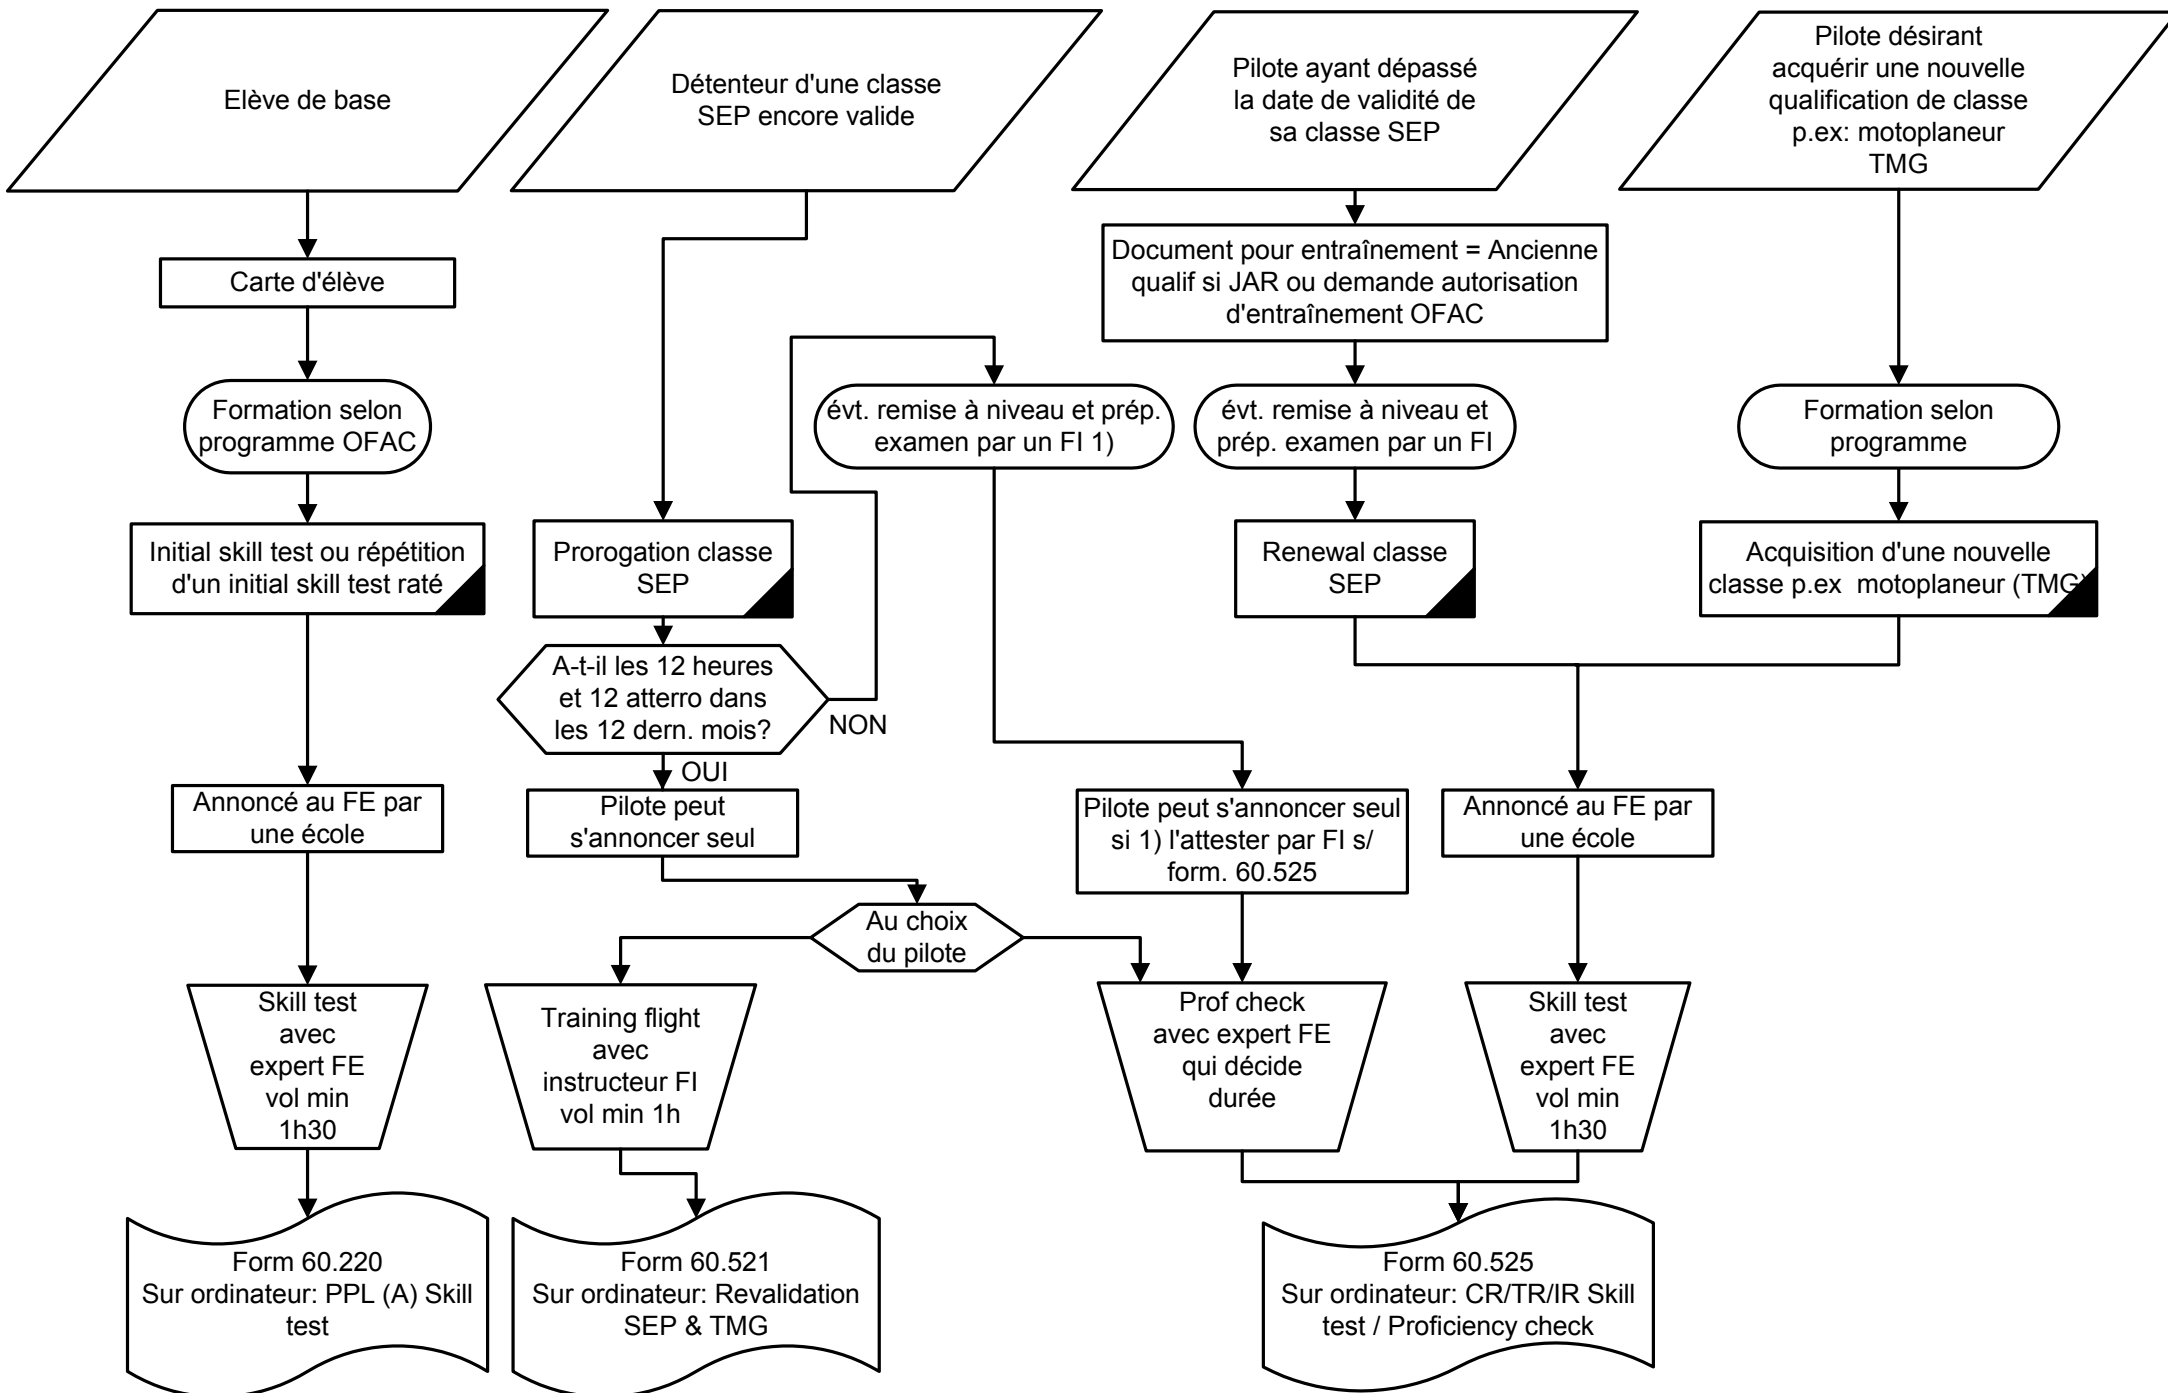 Elève de base
Détenteur d'une classe
SEP encore valide
Pilote ayant dépassé
la date de validité de
sa classe SEP
Pilote désirant
acquérir une nouvelle
qualification de classe
p.ex: motoplaneur
TMG
Carte d'élève
Document pour entraînement = Ancienne
qualif si JAR ou demande autorisation
d'entraînement OFAC
Formation selon
programme OFAC
évt. remise à niveau et prép.
examen par un FI 1)
évt. remise à niveau et
prép. examen par un FI
Formation selon
programme
Initial skill test ou répétition
d'un initial skill test raté
Prorogation classe
SEP
Renewal classe
SEP
Acquisition d'une nouvelle
classe p.ex  motoplaneur (TMG)
A-t-il les 12 heures
et 12 atterro dans
les 12 dern. mois?
NON
OUI
Annoncé au FE par
une école
Pilote peut
s'annoncer seul
Pilote peut s'annoncer seul
si 1) l'attester par FI s/
form. 60.525
Annoncé au FE par
une école
Au choix
du pilote
Skill test
avec
expert FE
vol min
1h30
Training flight
avec
instructeur FI
vol min 1h
Prof check
avec expert FE
qui décide
durée
Skill test
avec
expert FE
vol min
1h30
Form 60.220
Sur ordinateur: PPL (A) Skill
test
Form 60.521
Sur ordinateur: Revalidation
SEP & TMG
Form 60.525
Sur ordinateur: CR/TR/IR Skill
test / Proficiency check